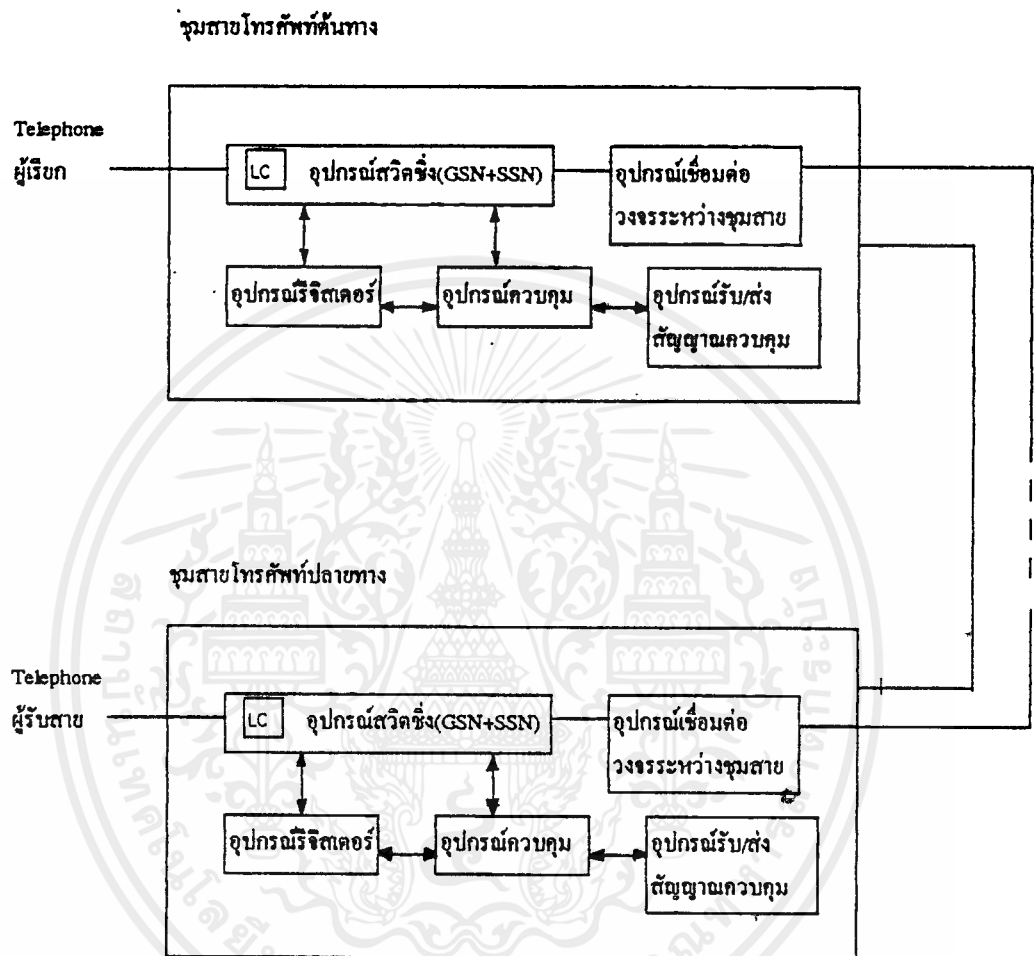 ชุมสายโทรศัพท์ต้นทาง
Telephone
ผู้เรียก
LC อุปกรณ์สวิตชิ่ง(GSN+SSN)
อุปกรณ์เชื่อมต่อ
วงจรระหว่างชุมสาย
อุปกรณ์รีจิสเตอร์
อุปกรณ์ควบคุม
อุปกรณ์รับ/ส่ง
สัญญาณควบคุม
ชุมสายโทรศัพท์ปลายทาง
Telephone
ผู้รับสาย
LC อุปกรณ์สวิตชิ่ง(GSN+SSN)
อุปกรณ์เชื่อมต่อ
วงจรระหว่างชุมสาย
อุปกรณ์รีจิสเตอร์
อุปกรณ์ควบคุม
อุปกรณ์รับ/ส่ง
สัญญาณควบคุม